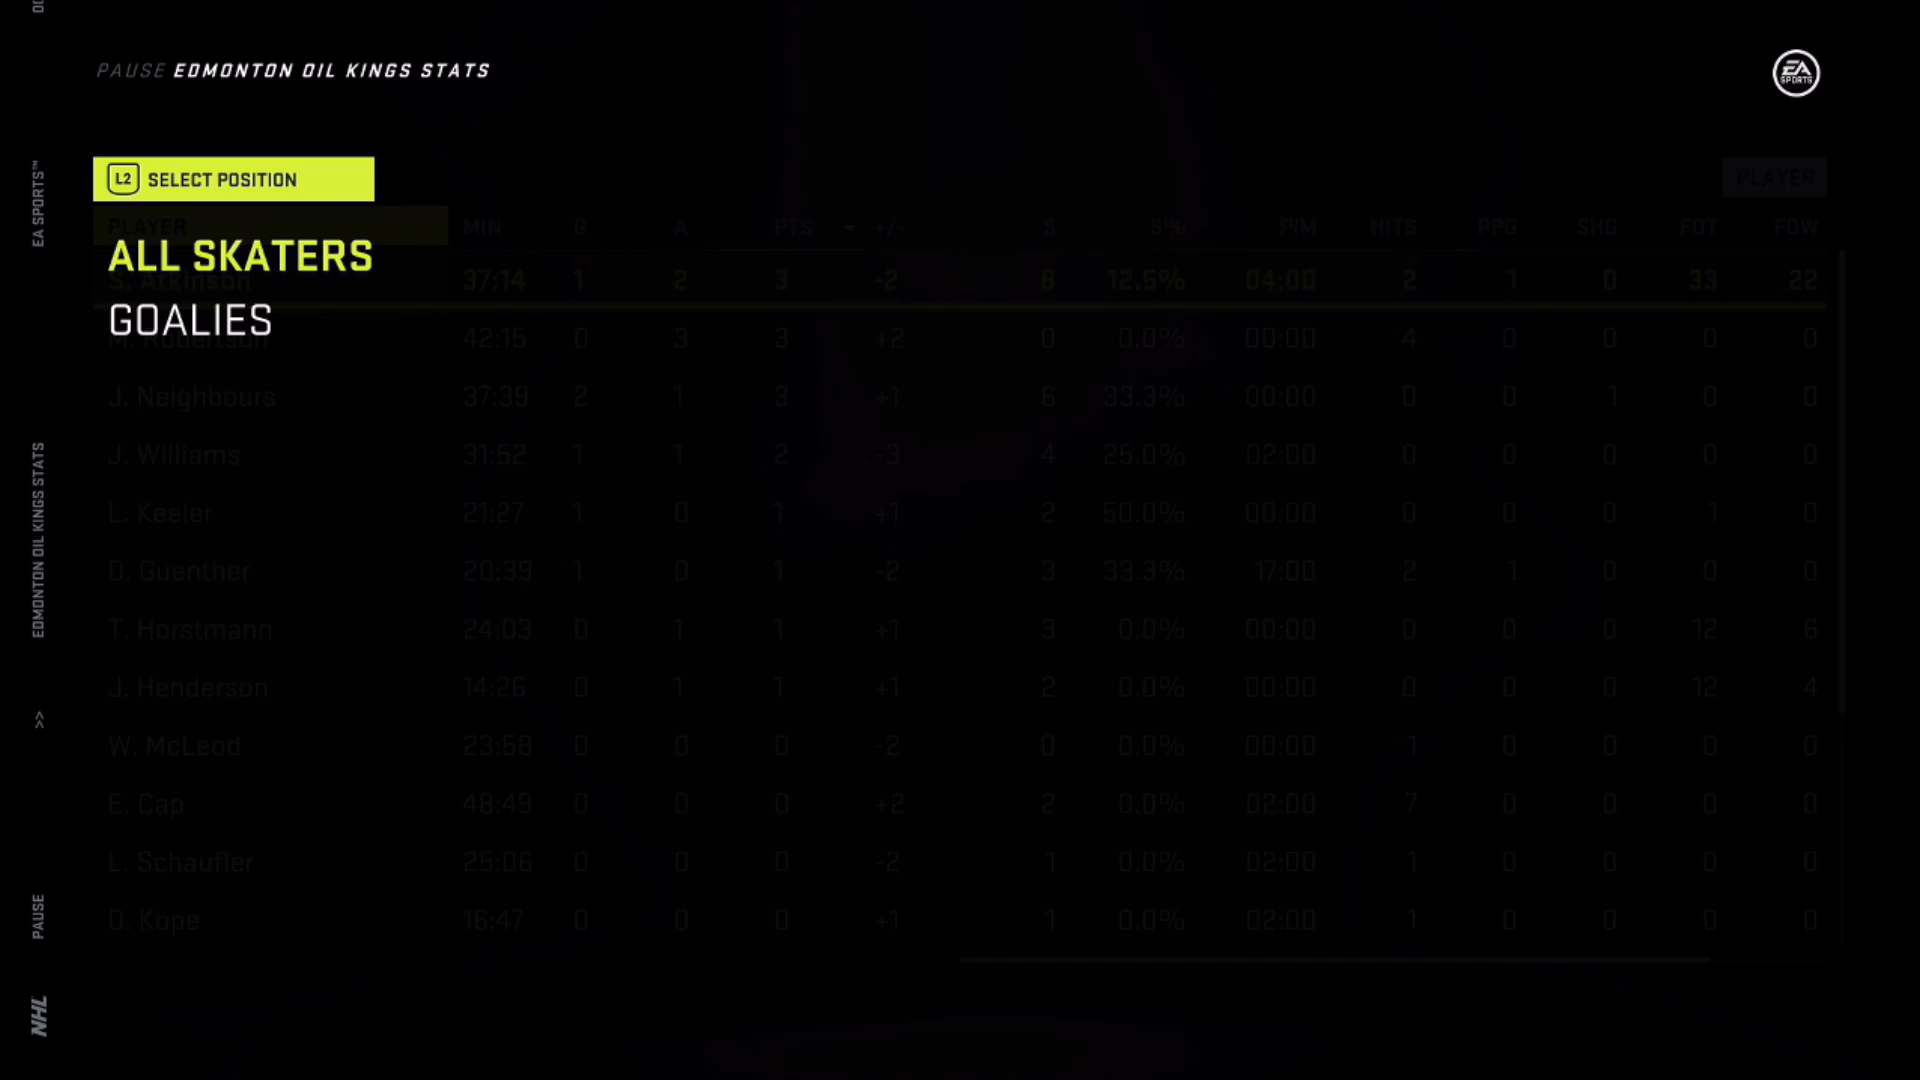 PAUSE EDMONTON OIL KINGS STATS
EA SPORTS
L2 SELECT POSITION
PLAYER
PLAYER MIN G A PTS +/- S S% PIM HITS PPG SHG FOT FOW
ALL SKATERS
S. Atkinson 37:14 1 2 3 -2 8 12.5% 04:00 2 1 0 33 22
GOALIES
M. Robertson 42:15 0 3 3 +2 0 0.0% 00:00 4 0 0 0 0
J. Neighbours 37:39 2 1 3 +1 6 33.3% 00:00 0 0 1 0 0
J. Williams 31:52 1 1 2 -3 4 25.0% 02:00 0 0 0 0 0
L. Keeler 21:27 1 0 1 +1 2 50.0% 00:00 0 0 0 1 0
D. Guenther 20:39 1 0 1 -2 3 33.3% 17:00 2 1 0 0 0
T. Horstmann 24:03 0 1 1 +1 3 0.0% 00:00 0 0 0 12 6
J. Henderson 14:26 0 1 1 +1 2 0.0% 00:00 0 0 0 12 4
W. McLeod 23:58 0 0 0 -2 0 0.0% 00:00 1 0 0 0 0
E. Cap 48:49 0 0 0 +2 2 0.0% 02:00 7 0 0 0 0
L. Schaufler 25:06 0 0 0 -2 1 0.0% 02:00 1 0 0 0 0
D. Kope 16:47 0 0 0 +1 1 0.0% 02:00 1 0 0 0 0
EA SPORTS™
EDMONTON OIL KINGS STATS
>>
PAUSE
NHL